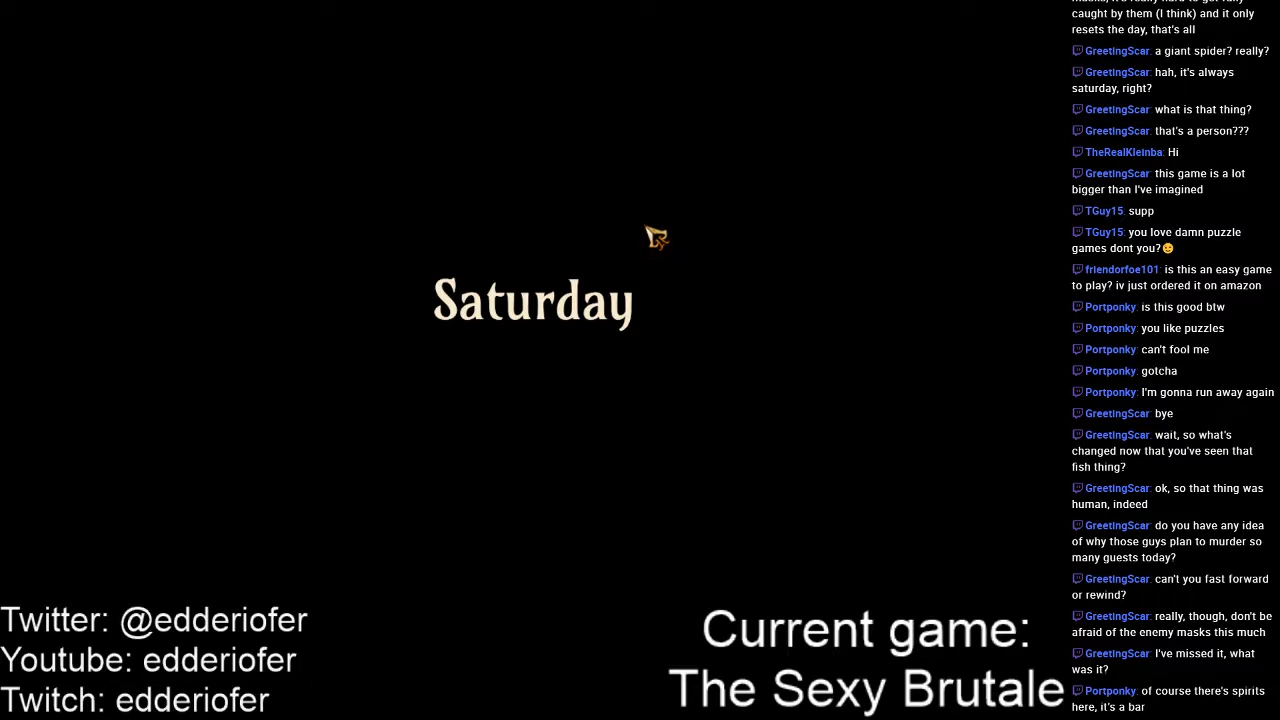 caught by them (I think) and it only
resets the day, that's all
GreetingScar: a giant spider? really?
GreetingScar: hah, it's always
saturday, right?
GreetingScar: what is that thing?
GreetingScar: that's a person???
TheRealKleinba: Hi
GreetingScar: this game is a lot
bigger than I've imagined
TGuy15: supp
TGuy15: you love damn puzzle
games dont you?😉
friendorfoe101: is this an easy game
to play? iv just ordered it on amazon
Portponky: is this good btw
Portponky: you like puzzles
Portponky: can't fool me
Portponky: gotcha
Portponky: I'm gonna run away again
GreetingScar: bye
GreetingScar: wait, so what's
changed now that you've seen that
fish thing?
GreetingScar: ok, so that thing was
human, indeed
GreetingScar: do you have any idea
of why those guys plan to murder so
many guests today?
GreetingScar: can't you fast forward
or rewind?
GreetingScar: really, though, don't be
afraid of the enemy masks this much
GreetingScar: I've missed it, what
was it?
Portponky: of course there's spirits
here, it's a bar
Saturday
Twitter: @edderiofer
Youtube: edderiofer
Twitch: edderiofer
Current game:
The Sexy Brutale